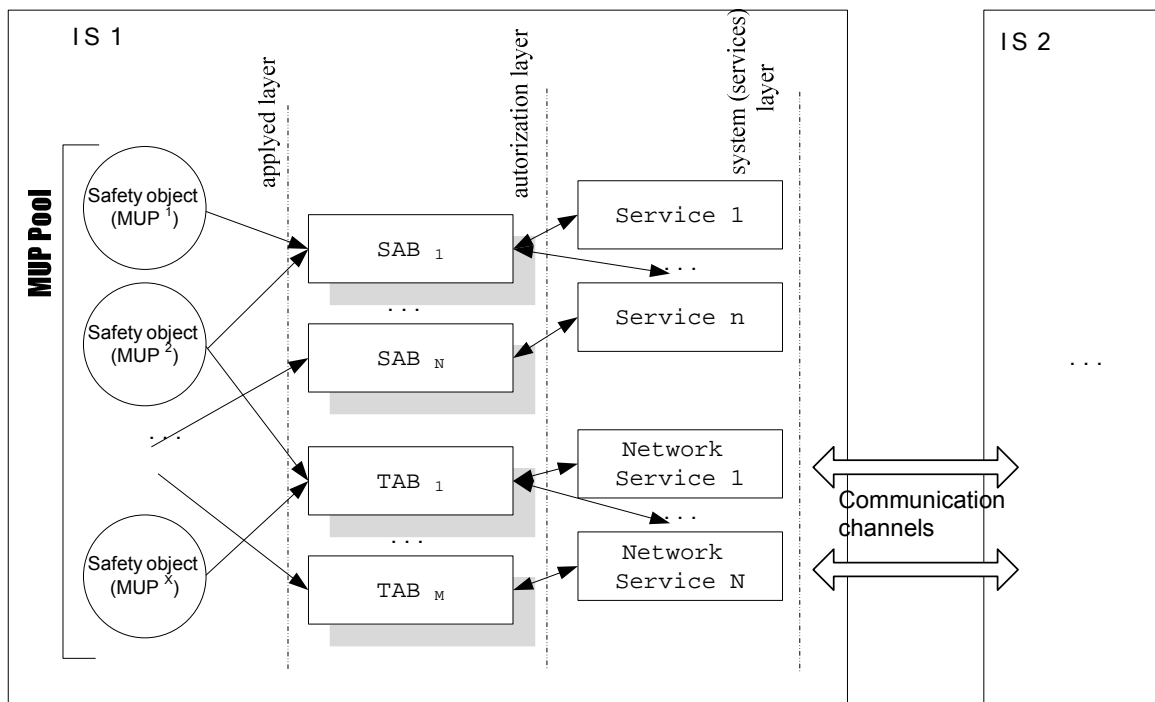 IS 1
IS 2
applyed layer
autorization layer
system (services)
layer
MUP Pool
Safety object
(MUP 1)
Safety object
(MUP 2)
...
Safety object
(MUP X)
SAB 1
...
SAB N
TAB 1
...
TAB M
Service 1
...
Service n
Network
Service 1
...
Network
Service N
Communication
channels
...